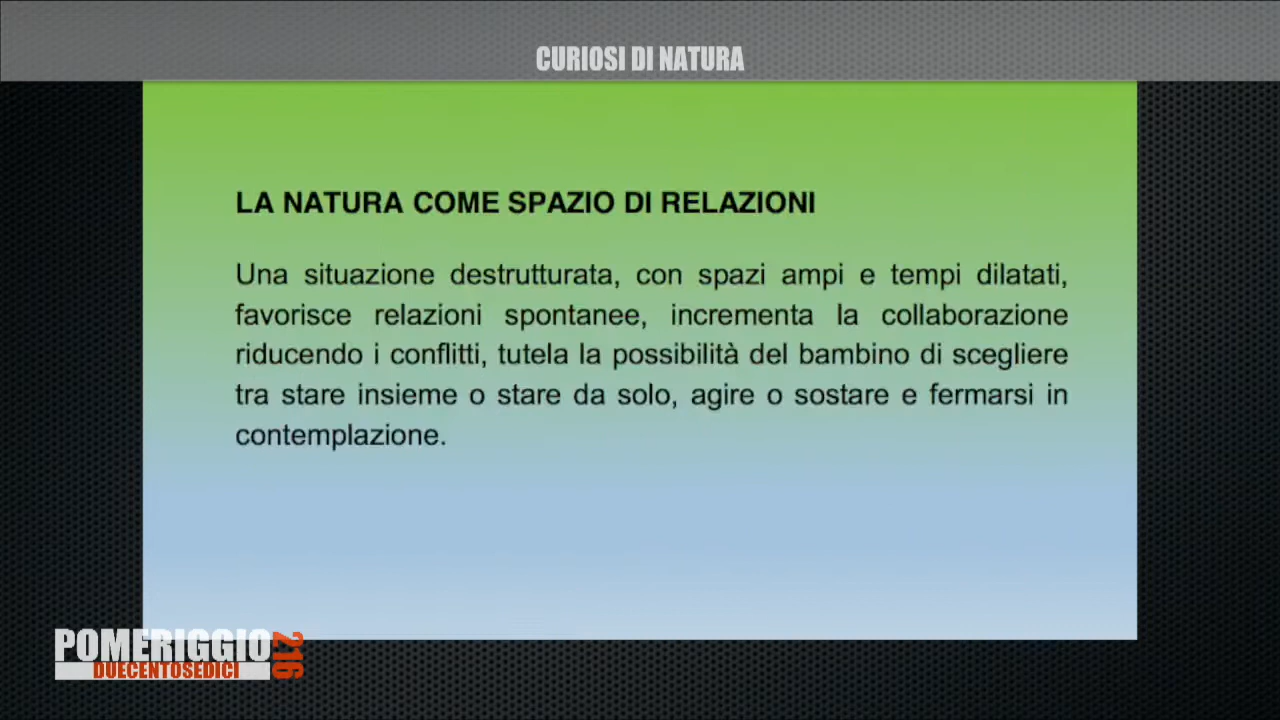 CURIOSI DI NATURA
LA NATURA COME SPAZIO DI RELAZIONI
Una situazione destrutturata, con spazi ampi e tempi dilatati,
favorisce relazioni spontanee, incrementa la collaborazione
riducendo i conflitti, tutela la possibilità del bambino di scegliere
tra stare insieme o stare da solo, agire o sostare e fermarsi in
contemplazione.
POMERIGGIO 216
DUECENTOSEDICI